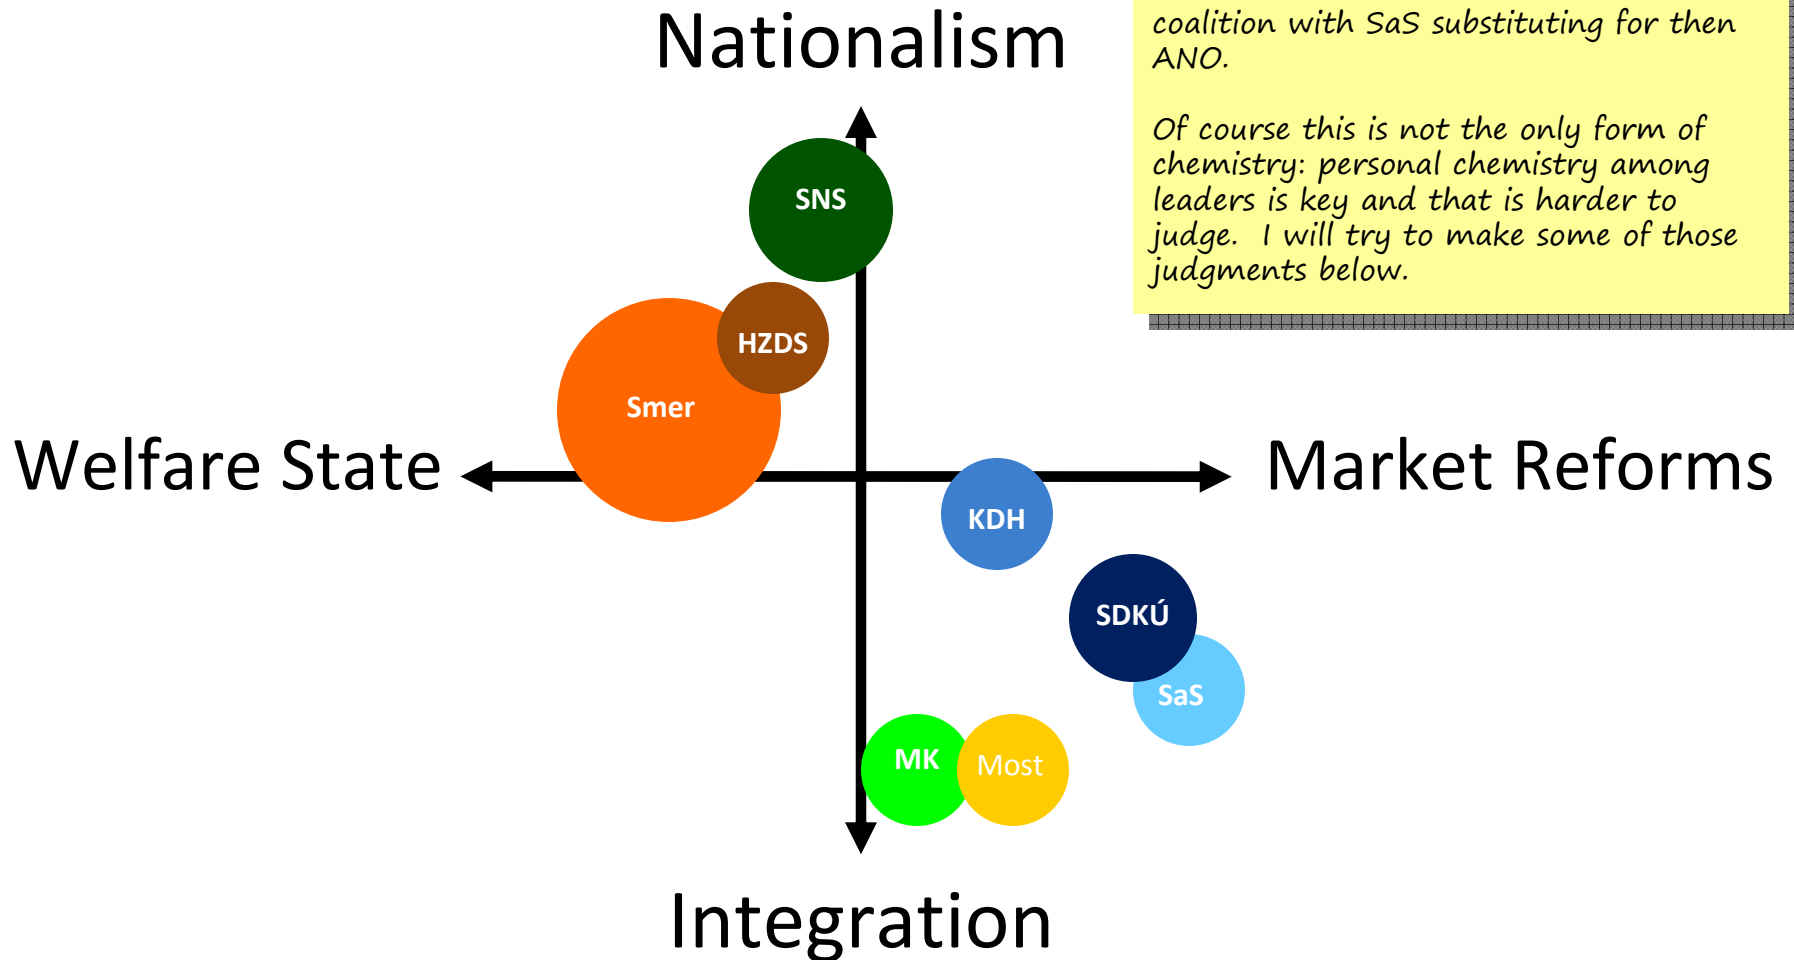 Nationalism
coalition with SaS substituting for then
ANO.
Of course this is not the only form of
chemistry: personal chemistry among
leaders is key and that is harder to
judge. I will try to make some of those
judgments below.
SNS
HZDS
Smer
Welfare State
Market Reforms
KDH
SDKÚ
SaS
MK
Most
Integration